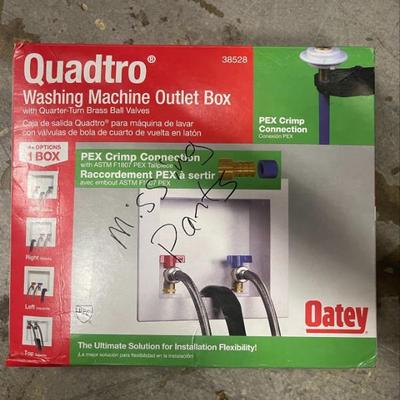 Quadtro®
38528
Washing Machine Outlet Box
with Quarter-Turn Brass Ball Valves
Caja de salida Quadtro® para máquina de lavar
con válvulas de bola de cuarto de vuelta en latón
PEX Crimp
Connection
Conexión PEX
4 OPTIONS
1 BOX
PEX Crimp Connection
with ASTM F1807 PEX Tailpiece
Raccordement PEX à sertir
avec embout ASTM F1807 PEX
Missing
Parts
Right
Left
Top
Oatey
®
The Ultimate Solution for Installation Flexibility!
¡La mejor solución para flexibilidad en la instalación!